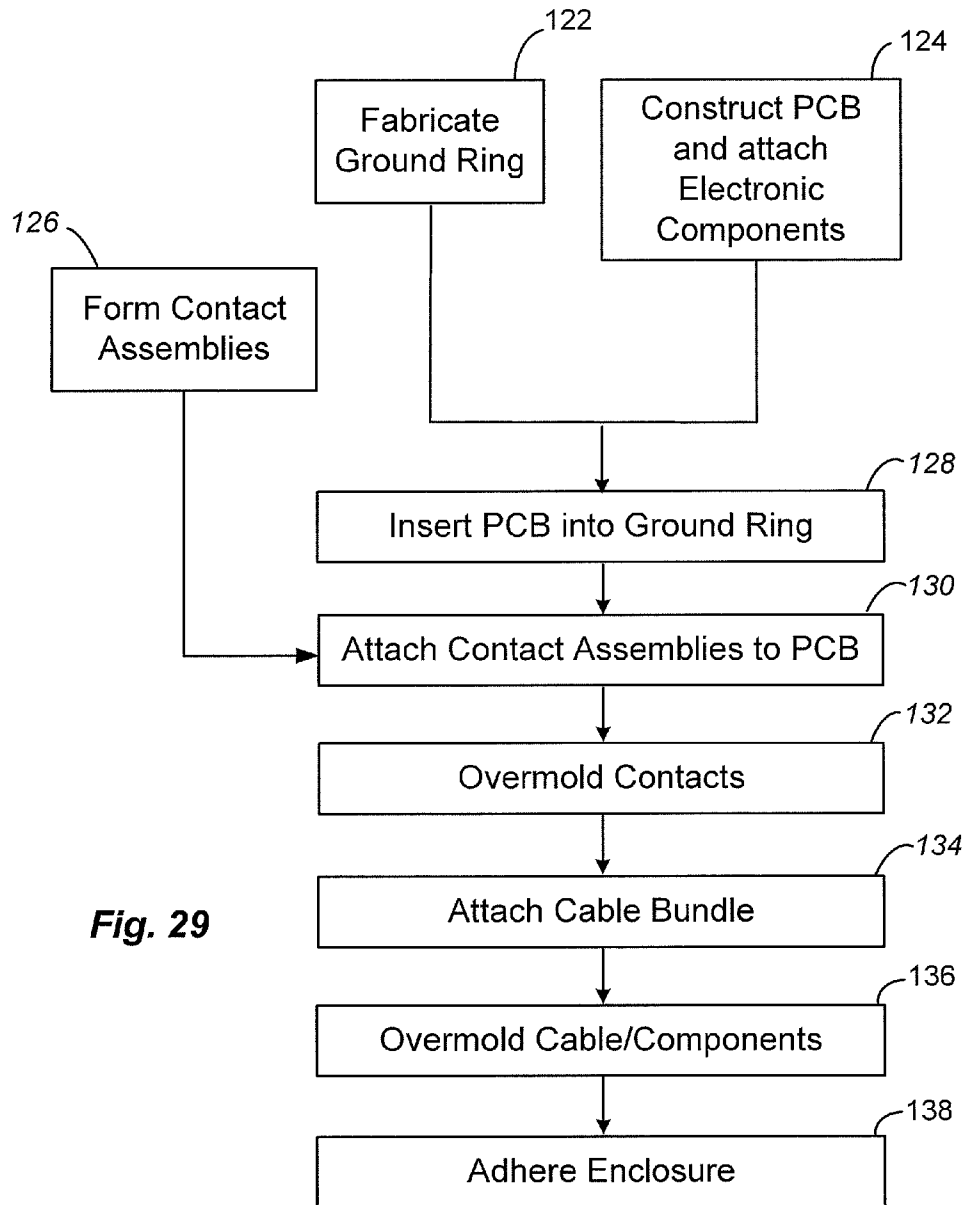 122
Fabricate
Ground Ring
124
Construct PCB
and attach
Electronic
Components
126
Form Contact
Assemblies
128
Insert PCB into Ground Ring
130
Attach Contact Assemblies to PCB
132
Overmold Contacts
134
Attach Cable Bundle
Fig. 29
136
Overmold Cable/Components
138
Adhere Enclosure